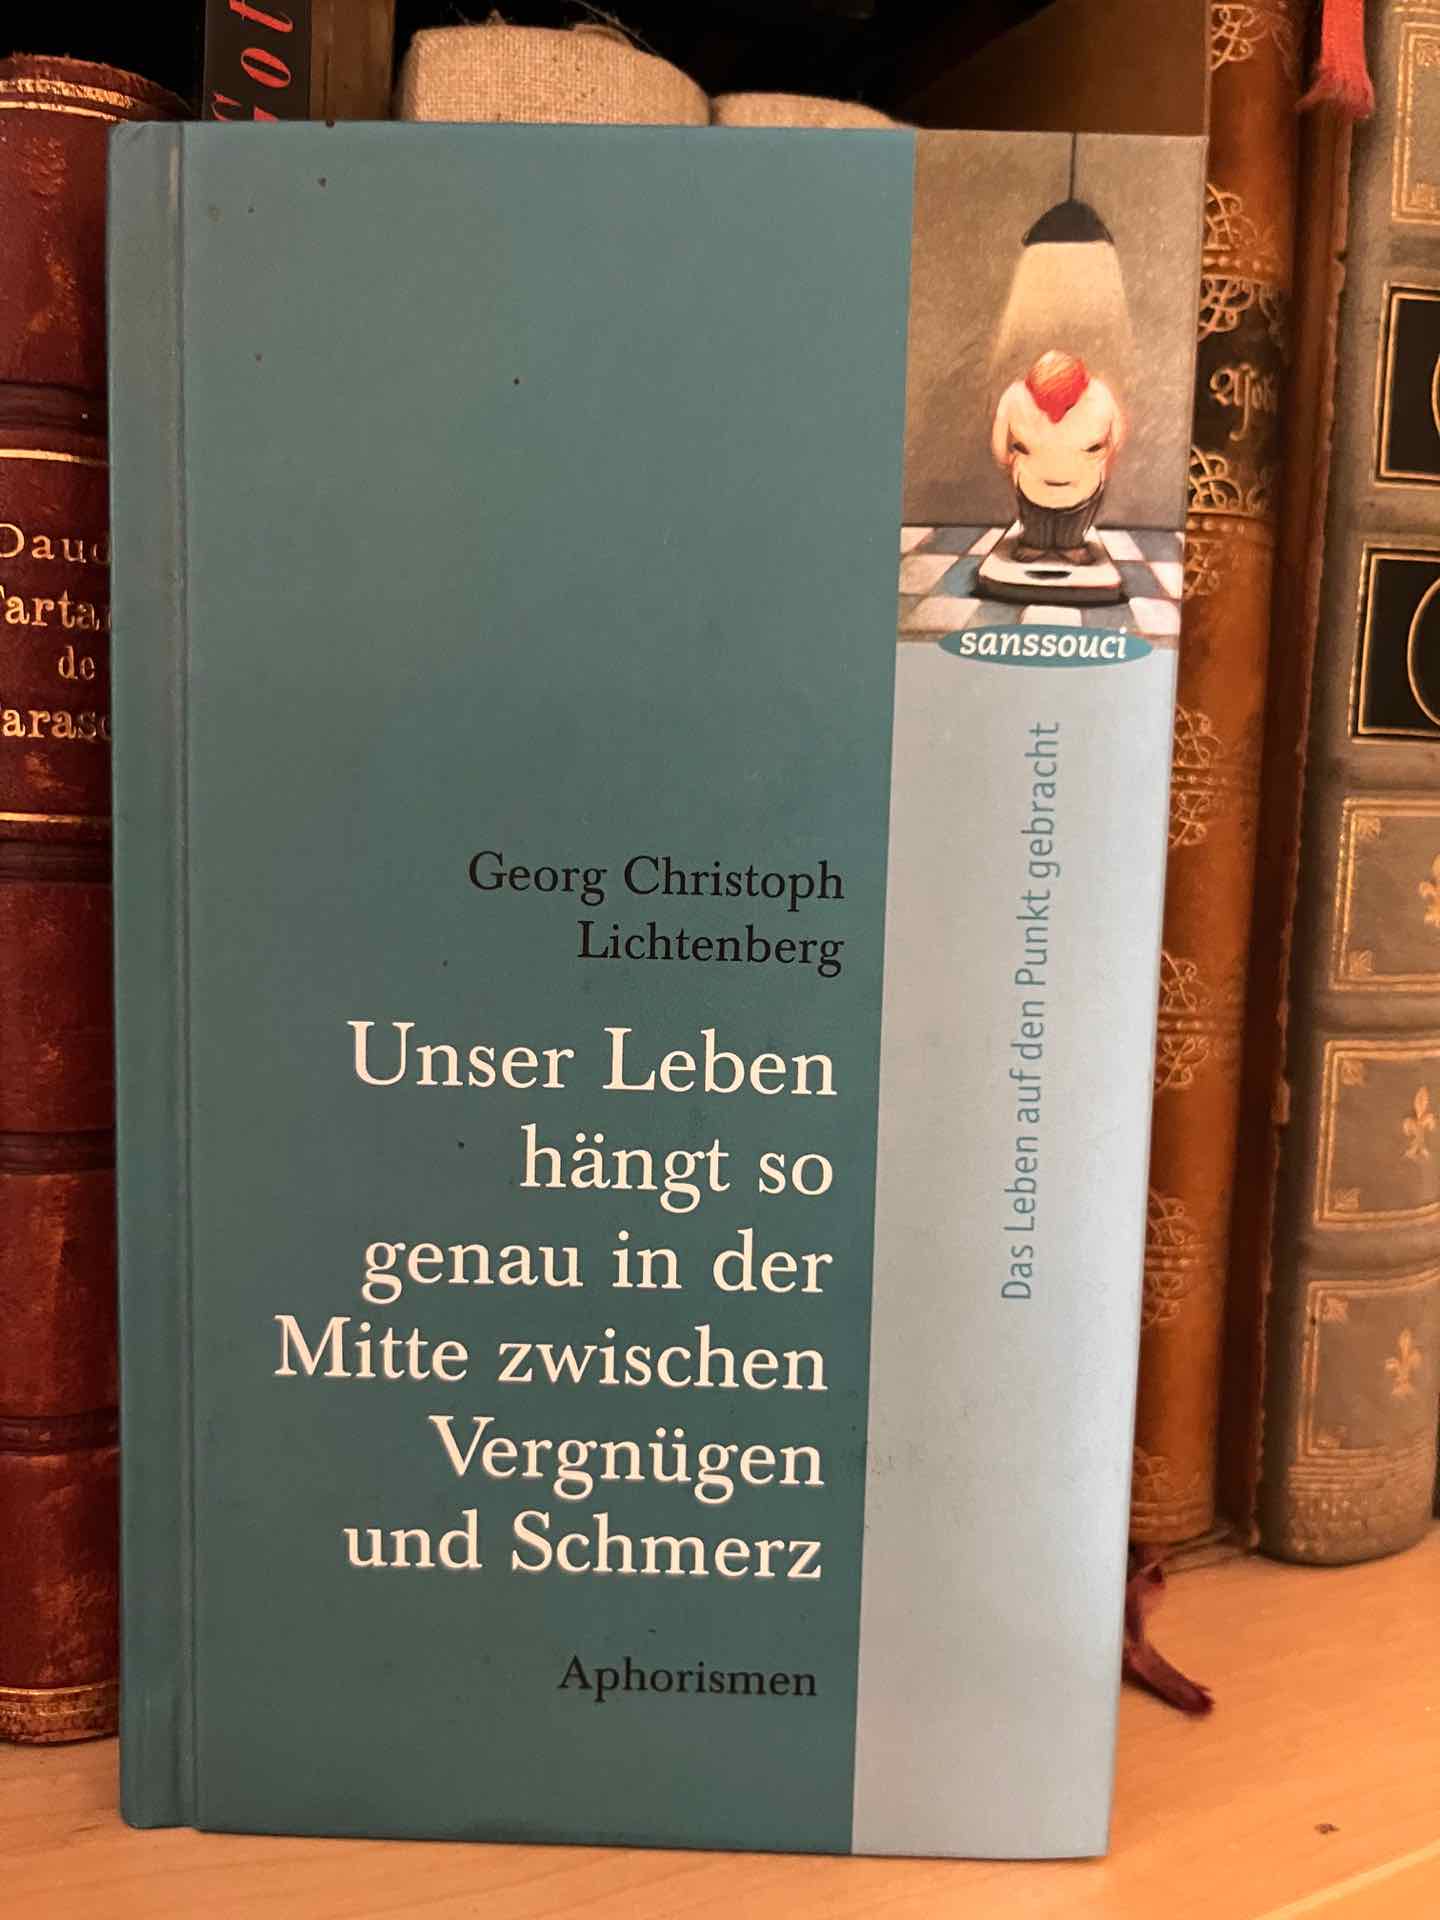 Georg Christoph
Lichtenberg
Unser Leben
hängt so
genau in der
Mitte zwischen
Vergnügen
und Schmerz
Aphorismen
sanssouci
Das Leben auf den Punkt gebracht
de